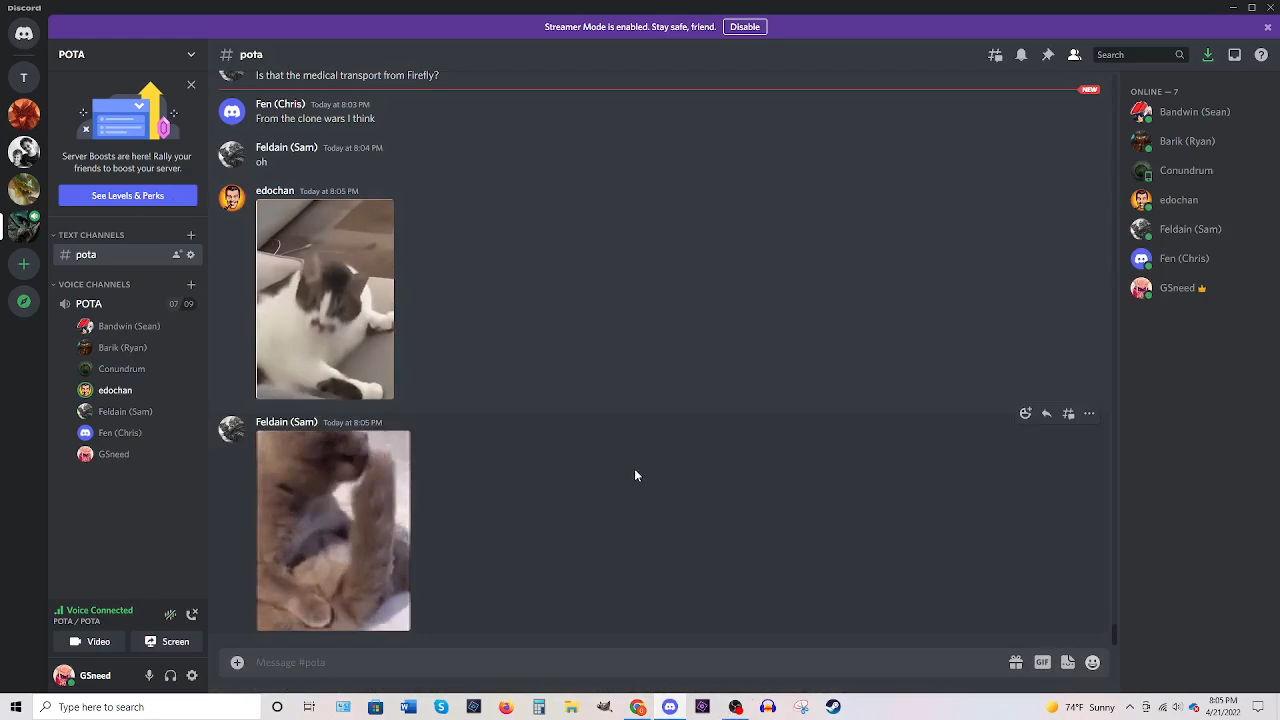 Discord
Streamer Mode is enabled. Stay safe, friend.
Disable
POTA
pota
Search
Server Boosts are here! Rally your
friends to boost your server.
See Levels & Perks
TEXT CHANNELS
pota
VOICE CHANNELS
POTA
07 09
Bandwin (Sean)
Barik (Ryan)
Conundrum
edochan
Feldain (Sam)
Fen (Chris)
GSneed
Voice Connected
POTA / POTA
Video
Screen
GSneed
Is that the medical transport from Firefly?
NEW
Fen (Chris) Today at 8:03 PM
From the clone wars I think
Feldain (Sam) Today at 8:04 PM
oh
edochan Today at 8:05 PM
Feldain (Sam) Today at 8:05 PM
Message #pota
GIF
ONLINE — 7
Bandwin (Sean)
Barik (Ryan)
Conundrum
edochan
Feldain (Sam)
Fen (Chris)
GSneed
Type here to search
74°F Sunny
8:05 PM
4/21/2022
T